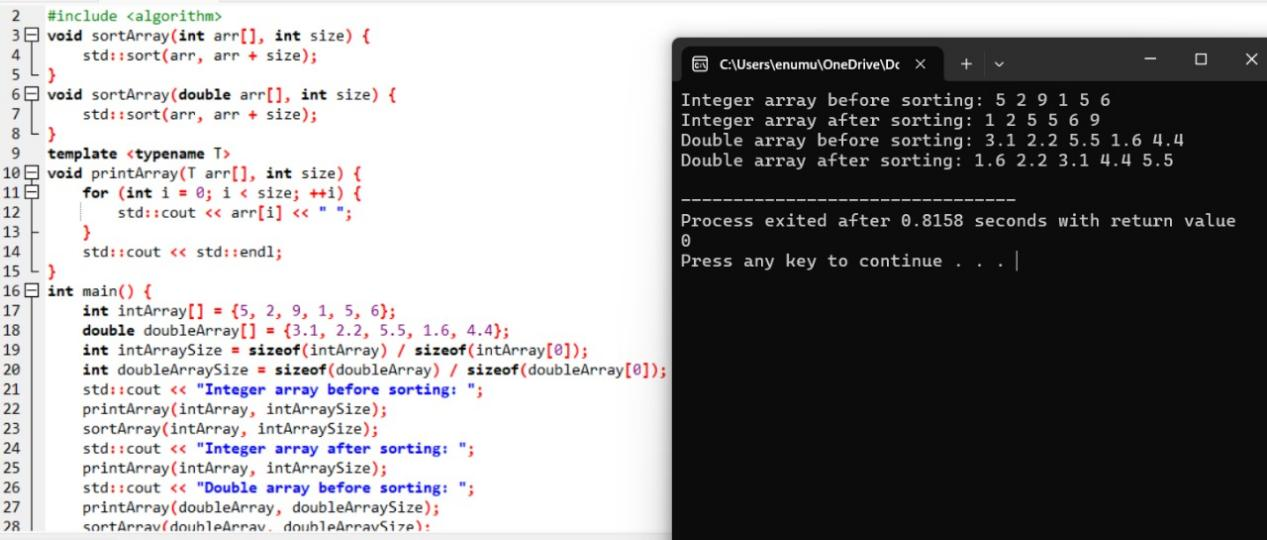 2 #include <algorithm>
3 void sortArray(int arr[], int size) {
4     std::sort(arr, arr + size);
5 }
6 void sortArray(double arr[], int size) {
7     std::sort(arr, arr + size);
8 }
9 template <typename T>
10 void printArray(T arr[], int size) {
11     for (int i = 0; i < size; ++i) {
12         std::cout << arr[i] << " ";
13     }
14     std::cout << std::endl;
15 }
16 int main() {
17     int intArray[] = {5, 2, 9, 1, 5, 6};
18     double doubleArray[] = {3.1, 2.2, 5.5, 1.6, 4.4};
19     int intArraySize = sizeof(intArray) / sizeof(intArray[0]);
20     int doubleArraySize = sizeof(doubleArray) / sizeof(doubleArray[0]);
21     std::cout << "Integer array before sorting: ";
22     printArray(intArray, intArraySize);
23     sortArray(intArray, intArraySize);
24     std::cout << "Integer array after sorting: ";
25     printArray(intArray, intArraySize);
26     std::cout << "Double array before sorting: ";
27     printArray(doubleArray, doubleArraySize);
28     sortArray(doubleArray, doubleArraySize);
C:\Users\enumu\OneDrive\Dc
Integer array before sorting: 5 2 9 1 5 6
Integer array after sorting: 1 2 5 5 6 9
Double array before sorting: 3.1 2.2 5.5 1.6 4.4
Double array after sorting: 1.6 2.2 3.1 4.4 5.5
--------------------------------
Process exited after 0.8158 seconds with return value
0
Press any key to continue . . .